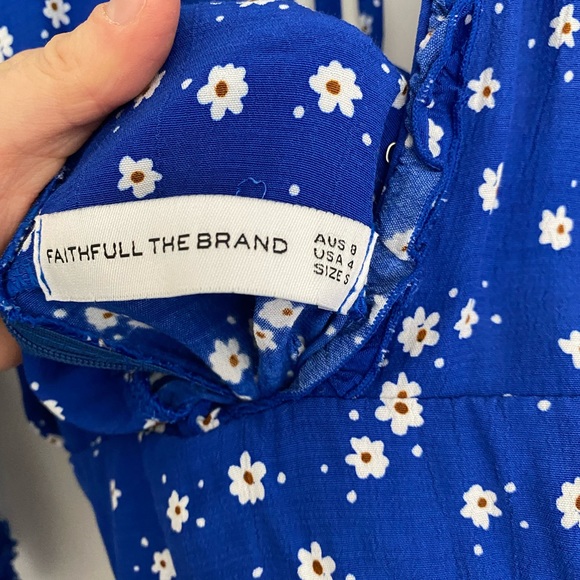 FAITHFULL THE BRAND
AUS 8
USA 4
SIZE S